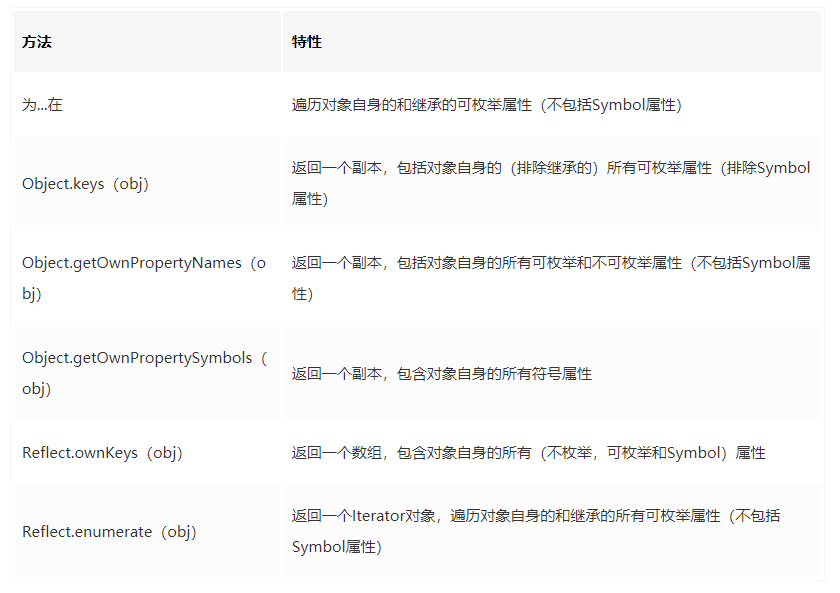 方法 特性
为...在 遍历对象自身的和继承的可枚举属性（不包括Symbol属性）
Object.keys（obj） 返回一个副本，包括对象自身的（排除继承的）所有可枚举属性（排除Symbol
属性）
Object.getOwnPropertyNames（o
bj） 返回一个副本，包括对象自身的所有可枚举和不可枚举属性（不包括Symbol属
性）
Object.getOwnPropertySymbols（
obj） 返回一个副本，包含对象自身的所有符号属性
Reflect.ownKeys（obj） 返回一个数组，包含对象自身的所有（不枚举，可枚举和Symbol）属性
Reflect.enumerate（obj） 返回一个Iterator对象，遍历对象自身的和继承的所有可枚举属性（不包括
Symbol属性）